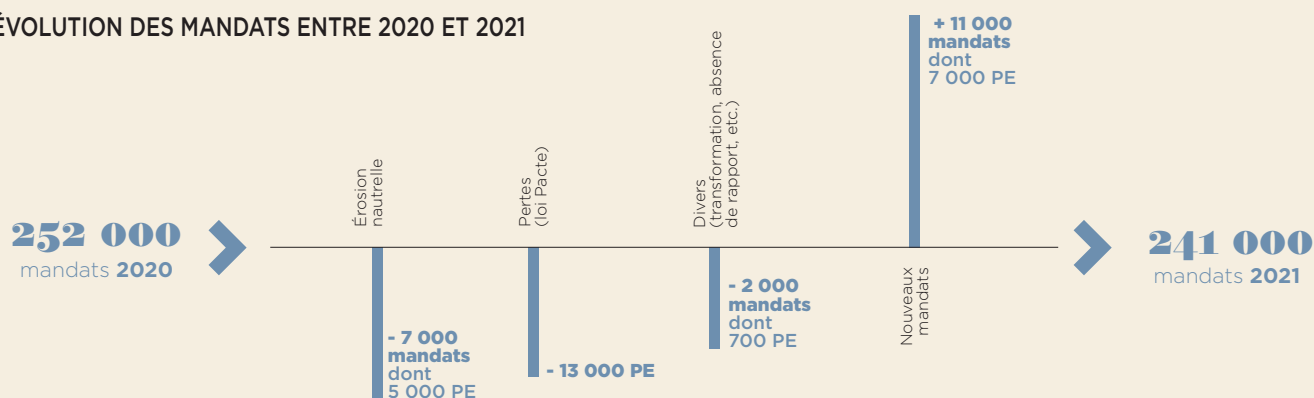 ÉVOLUTION DES MANDATS ENTRE 2020 ET 2021
252 000
mandats 2020
Érosion
nautrelle
- 7 000
mandats
dont
5 000 PE
Pertes
(loi Pacte)
- 13 000 PE
Divers
(transformation, absence
de rapport, etc.)
- 2 000
mandats
dont
700 PE
+ 11 000
mandats
dont
7 000 PE
Nouveaux
mandats
241 000
mandats 2021